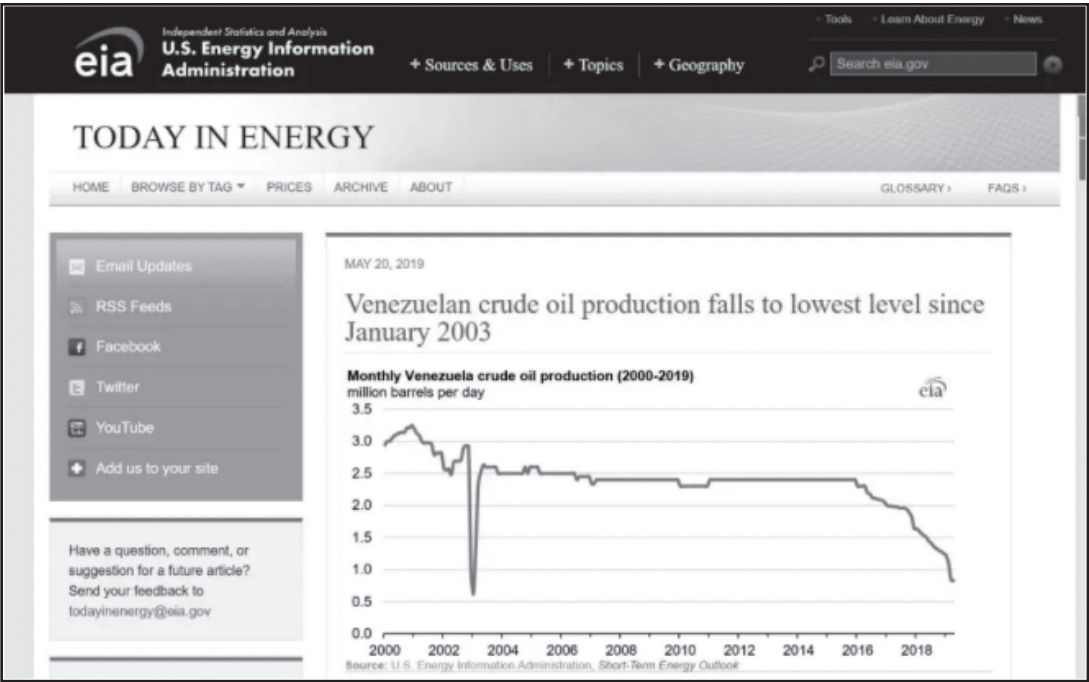 Tools
Learn About Energy
News
eia
Independent Statistics and Analysis
U.S. Energy Information
Administration
+ Sources & Uses
+ Topics
+ Geography
Search eia.gov
TODAY IN ENERGY
HOME
BROWSE BY TAG
PRICES
ARCHIVE
ABOUT
GLOSSARY ›
FAQS ›
Email Updates
RSS Feeds
Facebook
Twitter
YouTube
Add us to your site
Have a question, comment, or
suggestion for a future article?
Send your feedback to
todayinenergy@eia.gov
MAY 20, 2019
Venezuelan crude oil production falls to lowest level since
January 2003
Monthly Venezuela crude oil production (2000-2019)
million barrels per day
eia
3.5
3.0
2.5
2.0
1.5
1.0
0.5
0.0
2000 2002 2004 2006 2008 2010 2012 2014 2016 2018
Source: U.S. Energy Information Administration, Short-Term Energy Outlook